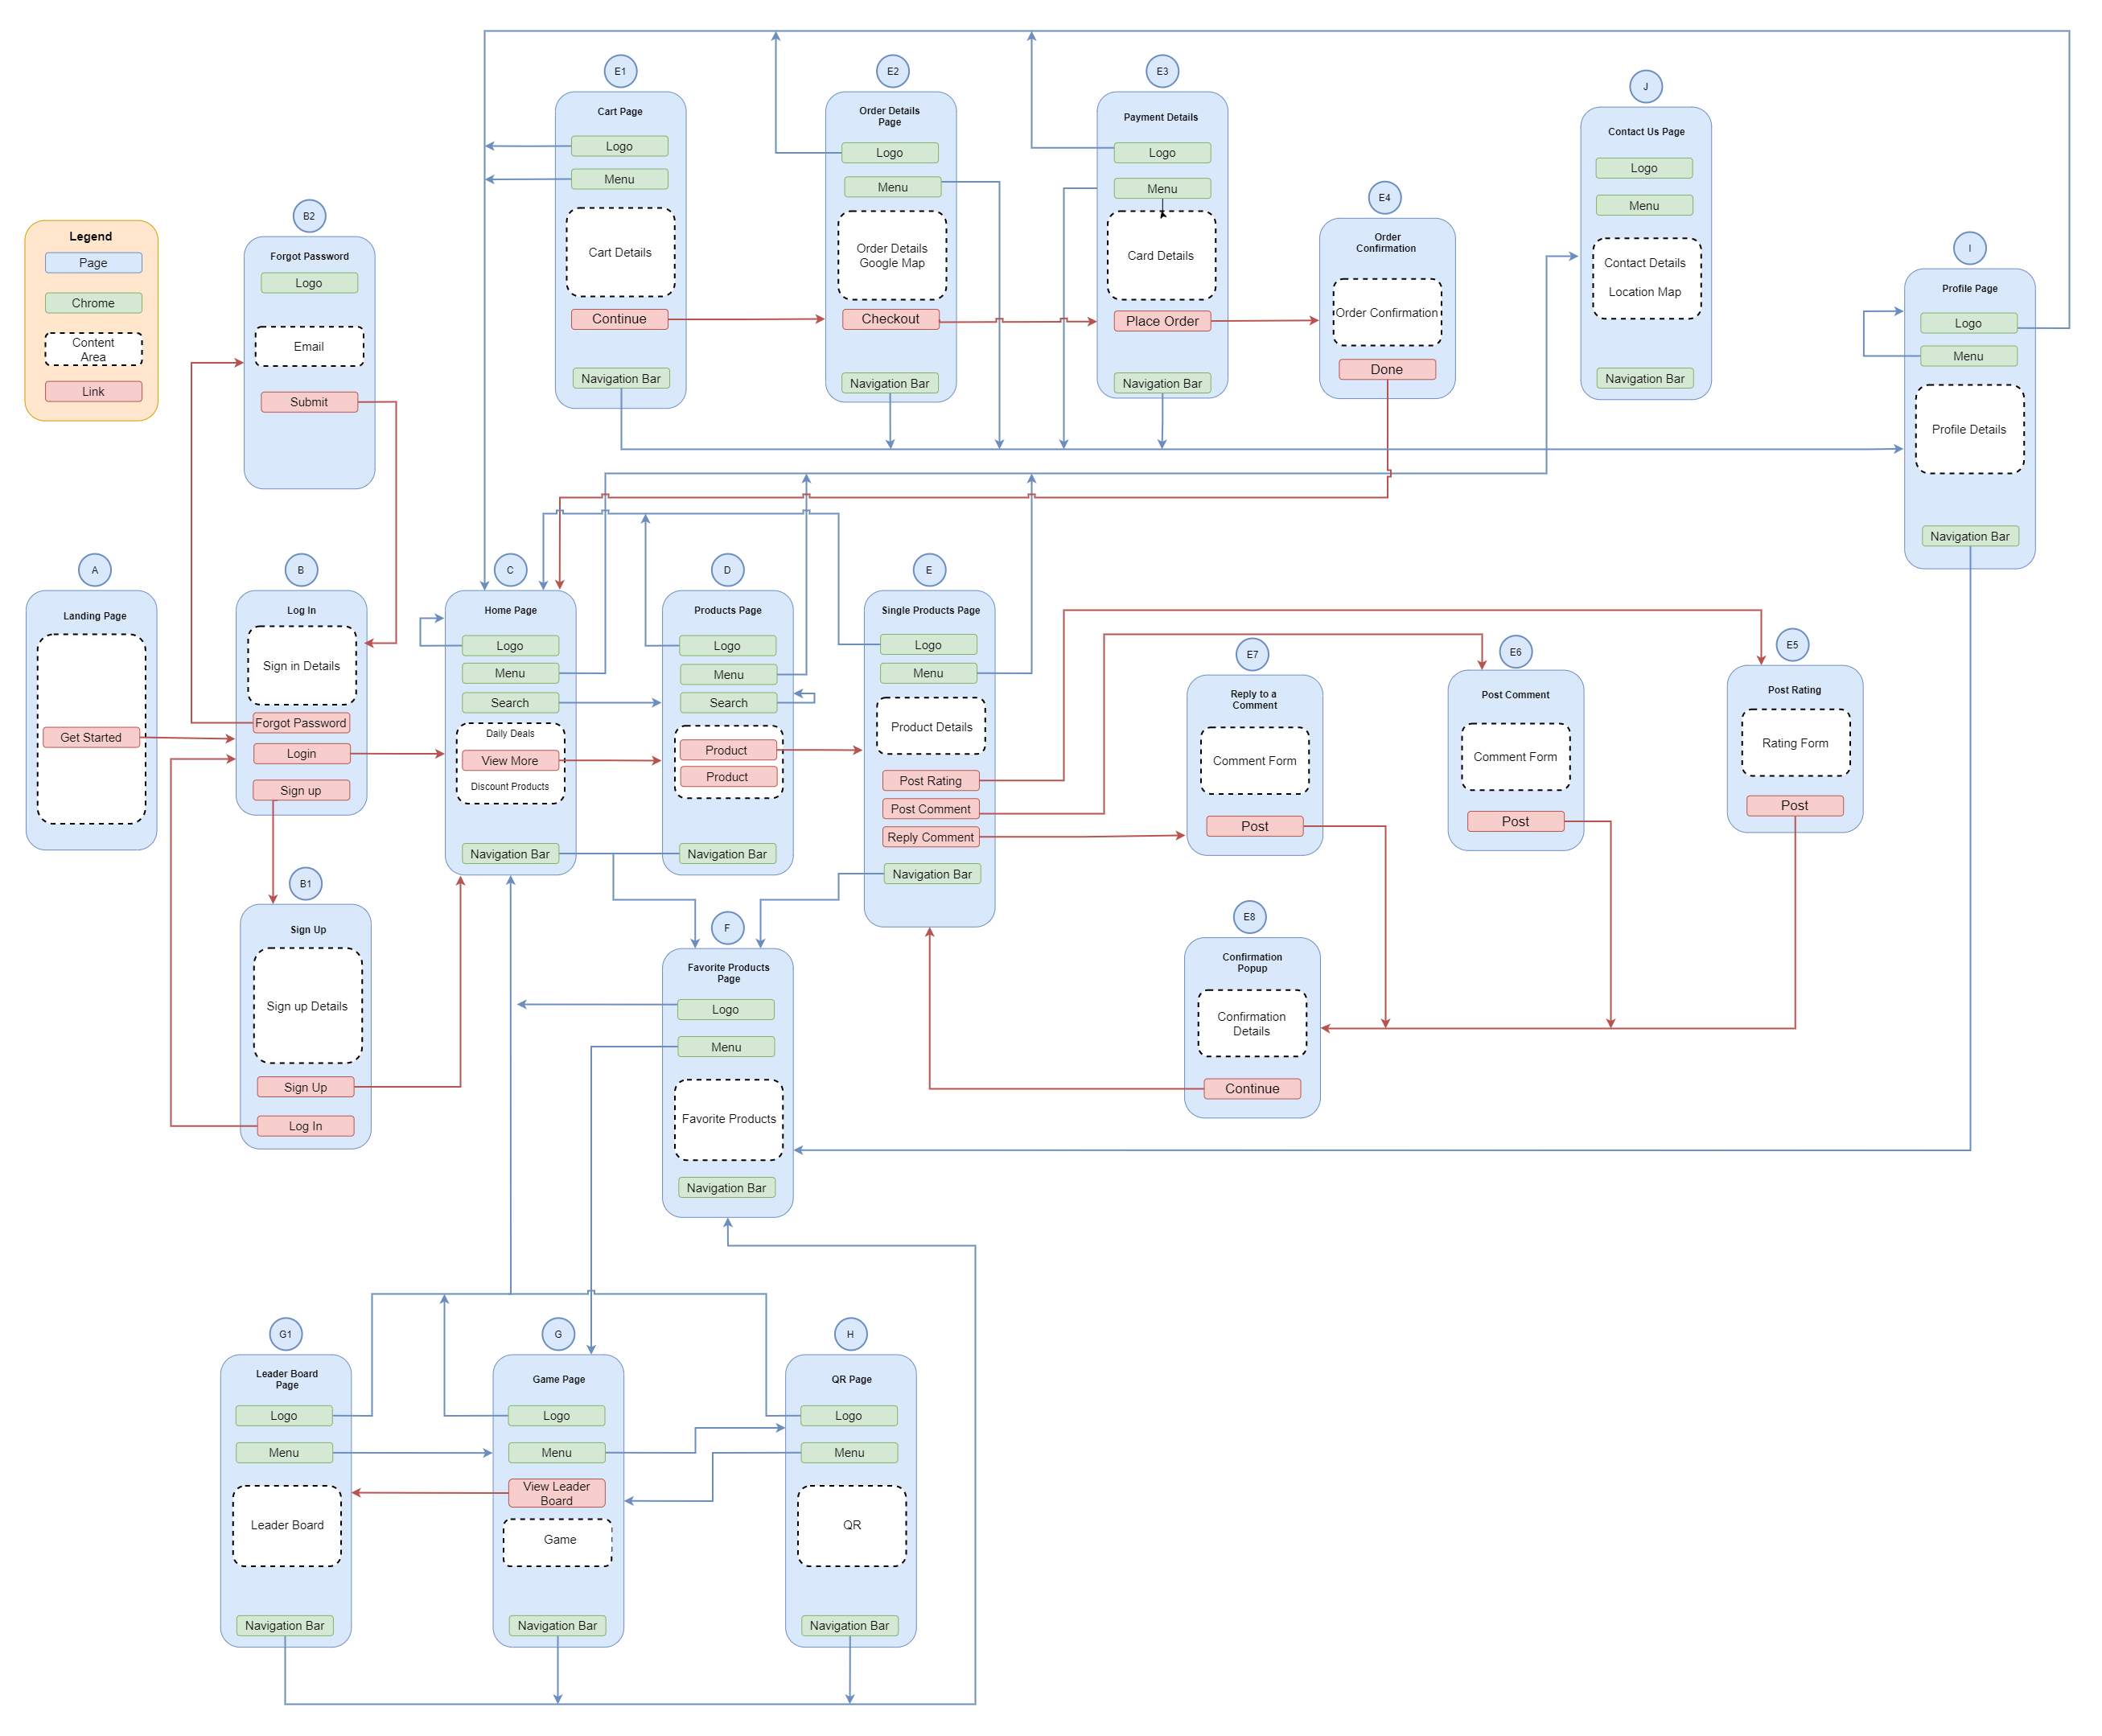 E1
Cart Page
Logo
Menu
Cart Details
Continue
Navigation Bar
E2
Order Details
Page
Logo
Menu
Order Details
Google Map
Checkout
Navigation Bar
E3
Payment Details
Logo
Menu
Card Details
Place Order
Navigation Bar
E4
Order
Confirmation
Order Confirmation
Done
J
Contact Us Page
Logo
Menu
Contact Details
Location Map
Navigation Bar
I
Profile Page
Logo
Menu
Profile Details
Navigation Bar
Legend
Page
Chrome
Content
Area
Link
B2
Forgot Password
Logo
Email
Submit
A
Landing Page
Get Started
B
Log In
Sign in Details
Forgot Password
Login
Sign up
B1
Sign Up
Sign up Details
Sign Up
Log In
C
Home Page
Logo
Menu
Search
Daily Deals
View More
Discount Products
Navigation Bar
D
Products Page
Logo
Menu
Search
Product
Product
Navigation Bar
E
Single Products Page
Logo
Menu
Product Details
Post Rating
Post Comment
Reply Comment
Navigation Bar
E7
Reply to a
Comment
Comment Form
Post
E6
Post Comment
Comment Form
Post
E5
Post Rating
Rating Form
Post
E8
Confirmation
Popup
Confirmation
Details
Continue
F
Favorite Products
Page
Logo
Menu
Favorite Products
Navigation Bar
G1
Leader Board
Page
Logo
Menu
Leader Board
Navigation Bar
G
Game Page
Logo
Menu
View Leader
Board
Game
Navigation Bar
H
QR Page
Logo
Menu
QR
Navigation Bar